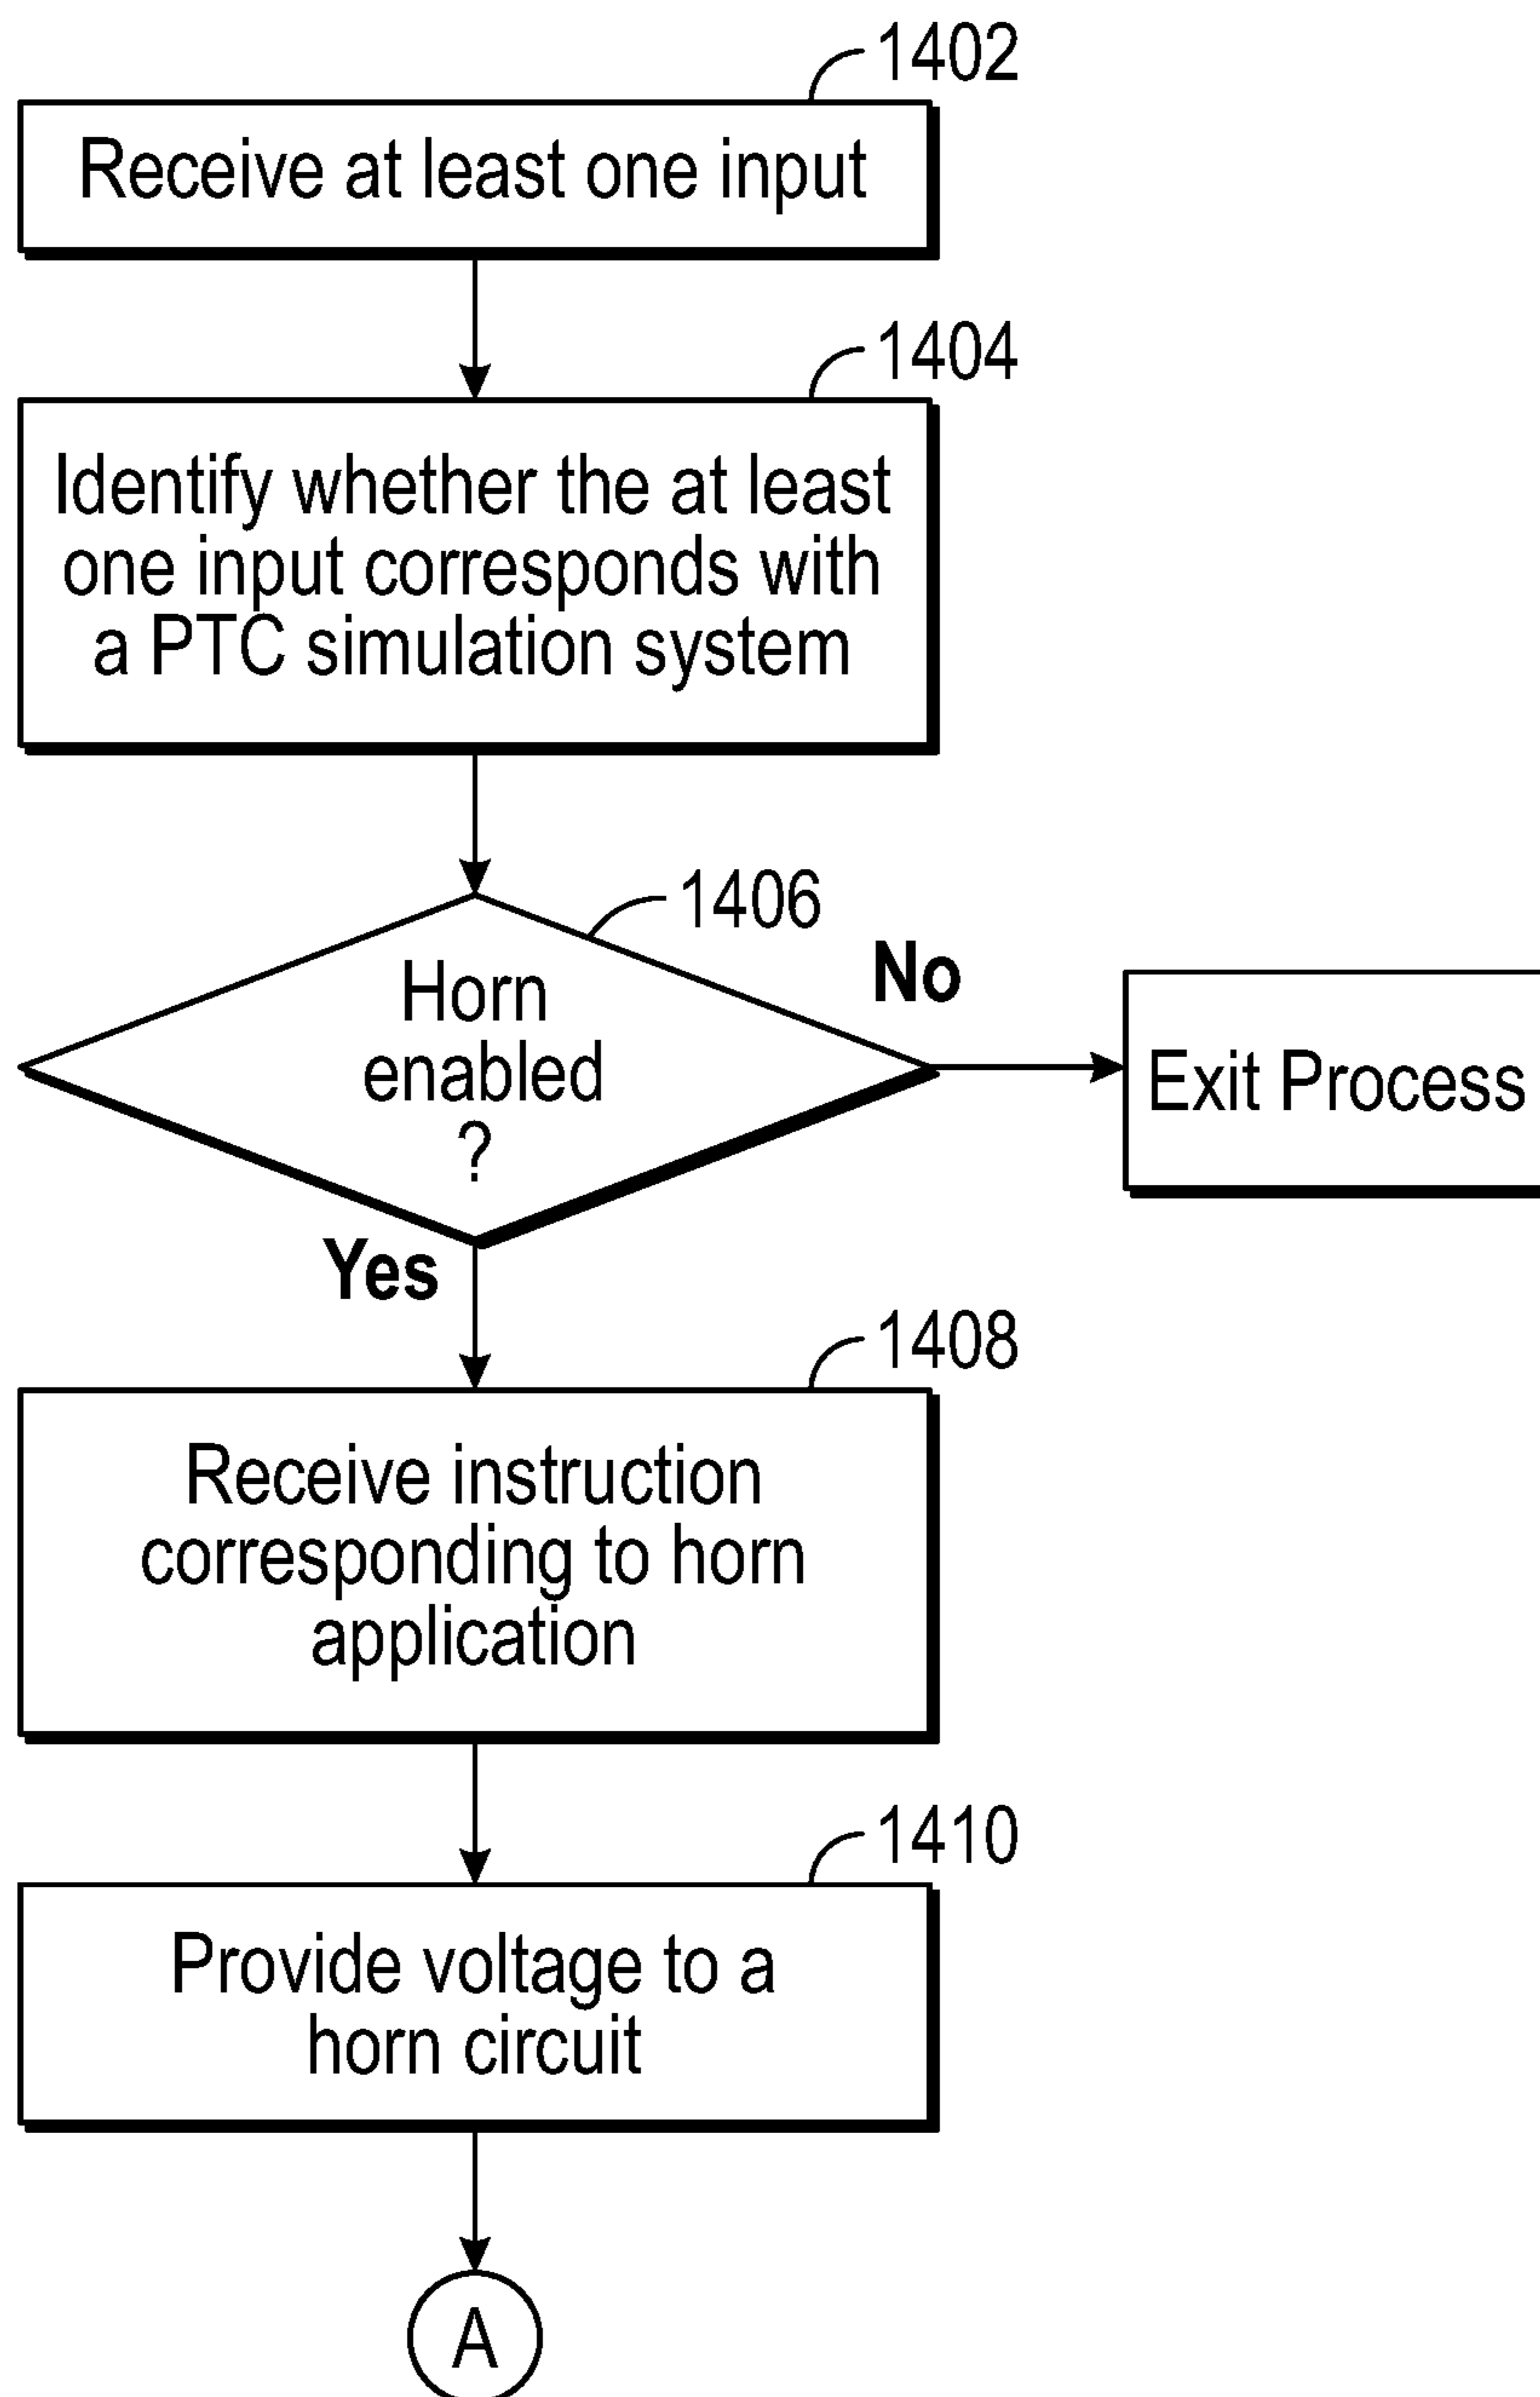 1402
Receive at least one input
1404
Identify whether the at least
one input corresponds with
a PTC simulation system
1406
Horn
enabled
?
No
Exit Process
Yes
1408
Receive instruction
corresponding to horn
application
1410
Provide voltage to a
horn circuit
A